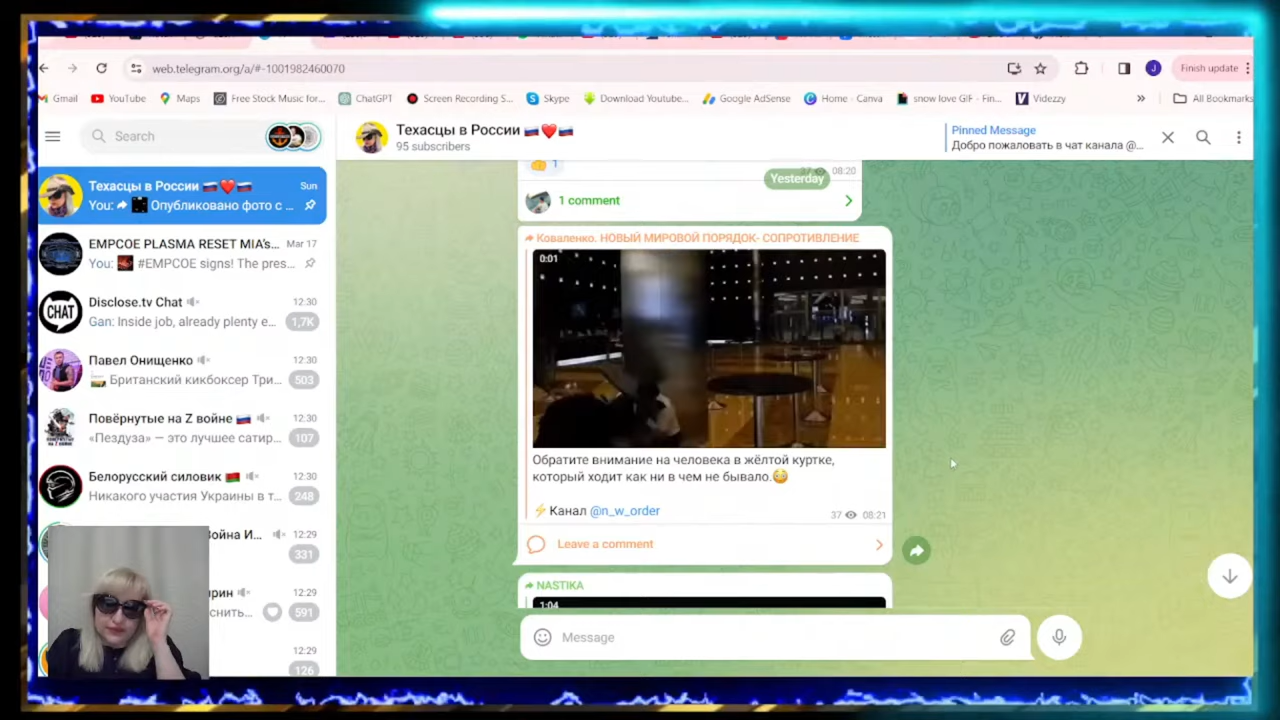 web.telegram.org/a/#-1001982460070
Finish update
Gmail
YouTube
Maps
Free Stock Music for...
ChatGPT
Screen Recording S...
Skype
Download Youtube...
Google AdSense
Home - Canva
snow love GIF - Fin...
Videzzy
»
All Bookmarks
Search
Техасцы в России 🇷🇺❤️🇷🇺
95 subscribers
Pinned Message
Добро пожаловать в чат канала @...
Техасцы в России 🇷🇺❤️🇷🇺 Sun
You: Опубликовано фото с ...
EMPCOE PLASMA RESET MIA's... Mar 17
You: #EMPCOE signs! The pres...
Disclose.tv Chat 12:30
CHAT
Gan: Inside job, already plenty e... 1,7K
Павел Онищенко 12:30
Британский кикбоксер Три... 503
Повёрнутые на Z войне 🇷🇺 12:30
«Пездуза» — это лучшее сатир... 107
Белорусский силовик 12:30
Никакого участия Украины в т... 248
ойна И... 12:29
331
рин 12:29
снить... 591
12:29
126
1
08:20
Yesterday
1 comment
Коваленко. НОВЫЙ МИРОВОЙ ПОРЯДОК- СОПРОТИВЛЕНИЕ
0:01
Обратите внимание на человека в жёлтой куртке,
который ходит как ни в чем не бывало.😳
⚡Канал @n_w_order
37 08:21
Leave a comment
NASTIKA
1:04
Message